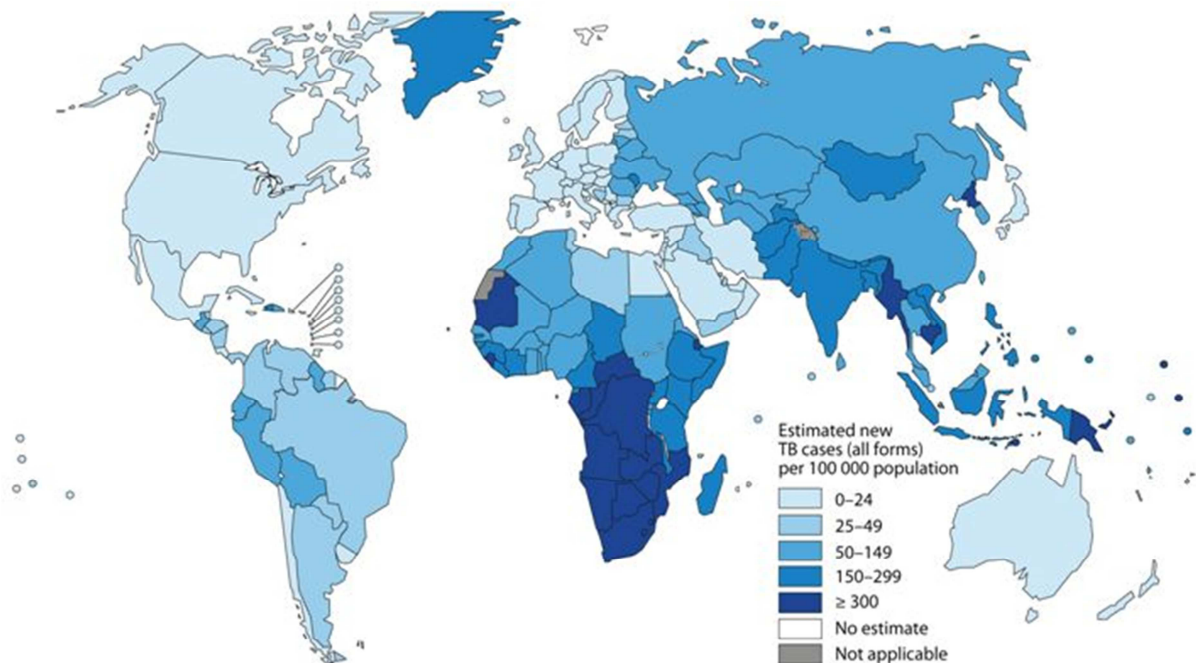 Estimated new
TB cases (all forms)
per 100 000 population
0–24
25–49
50–149
150–299
≥ 300
No estimate
Not applicable